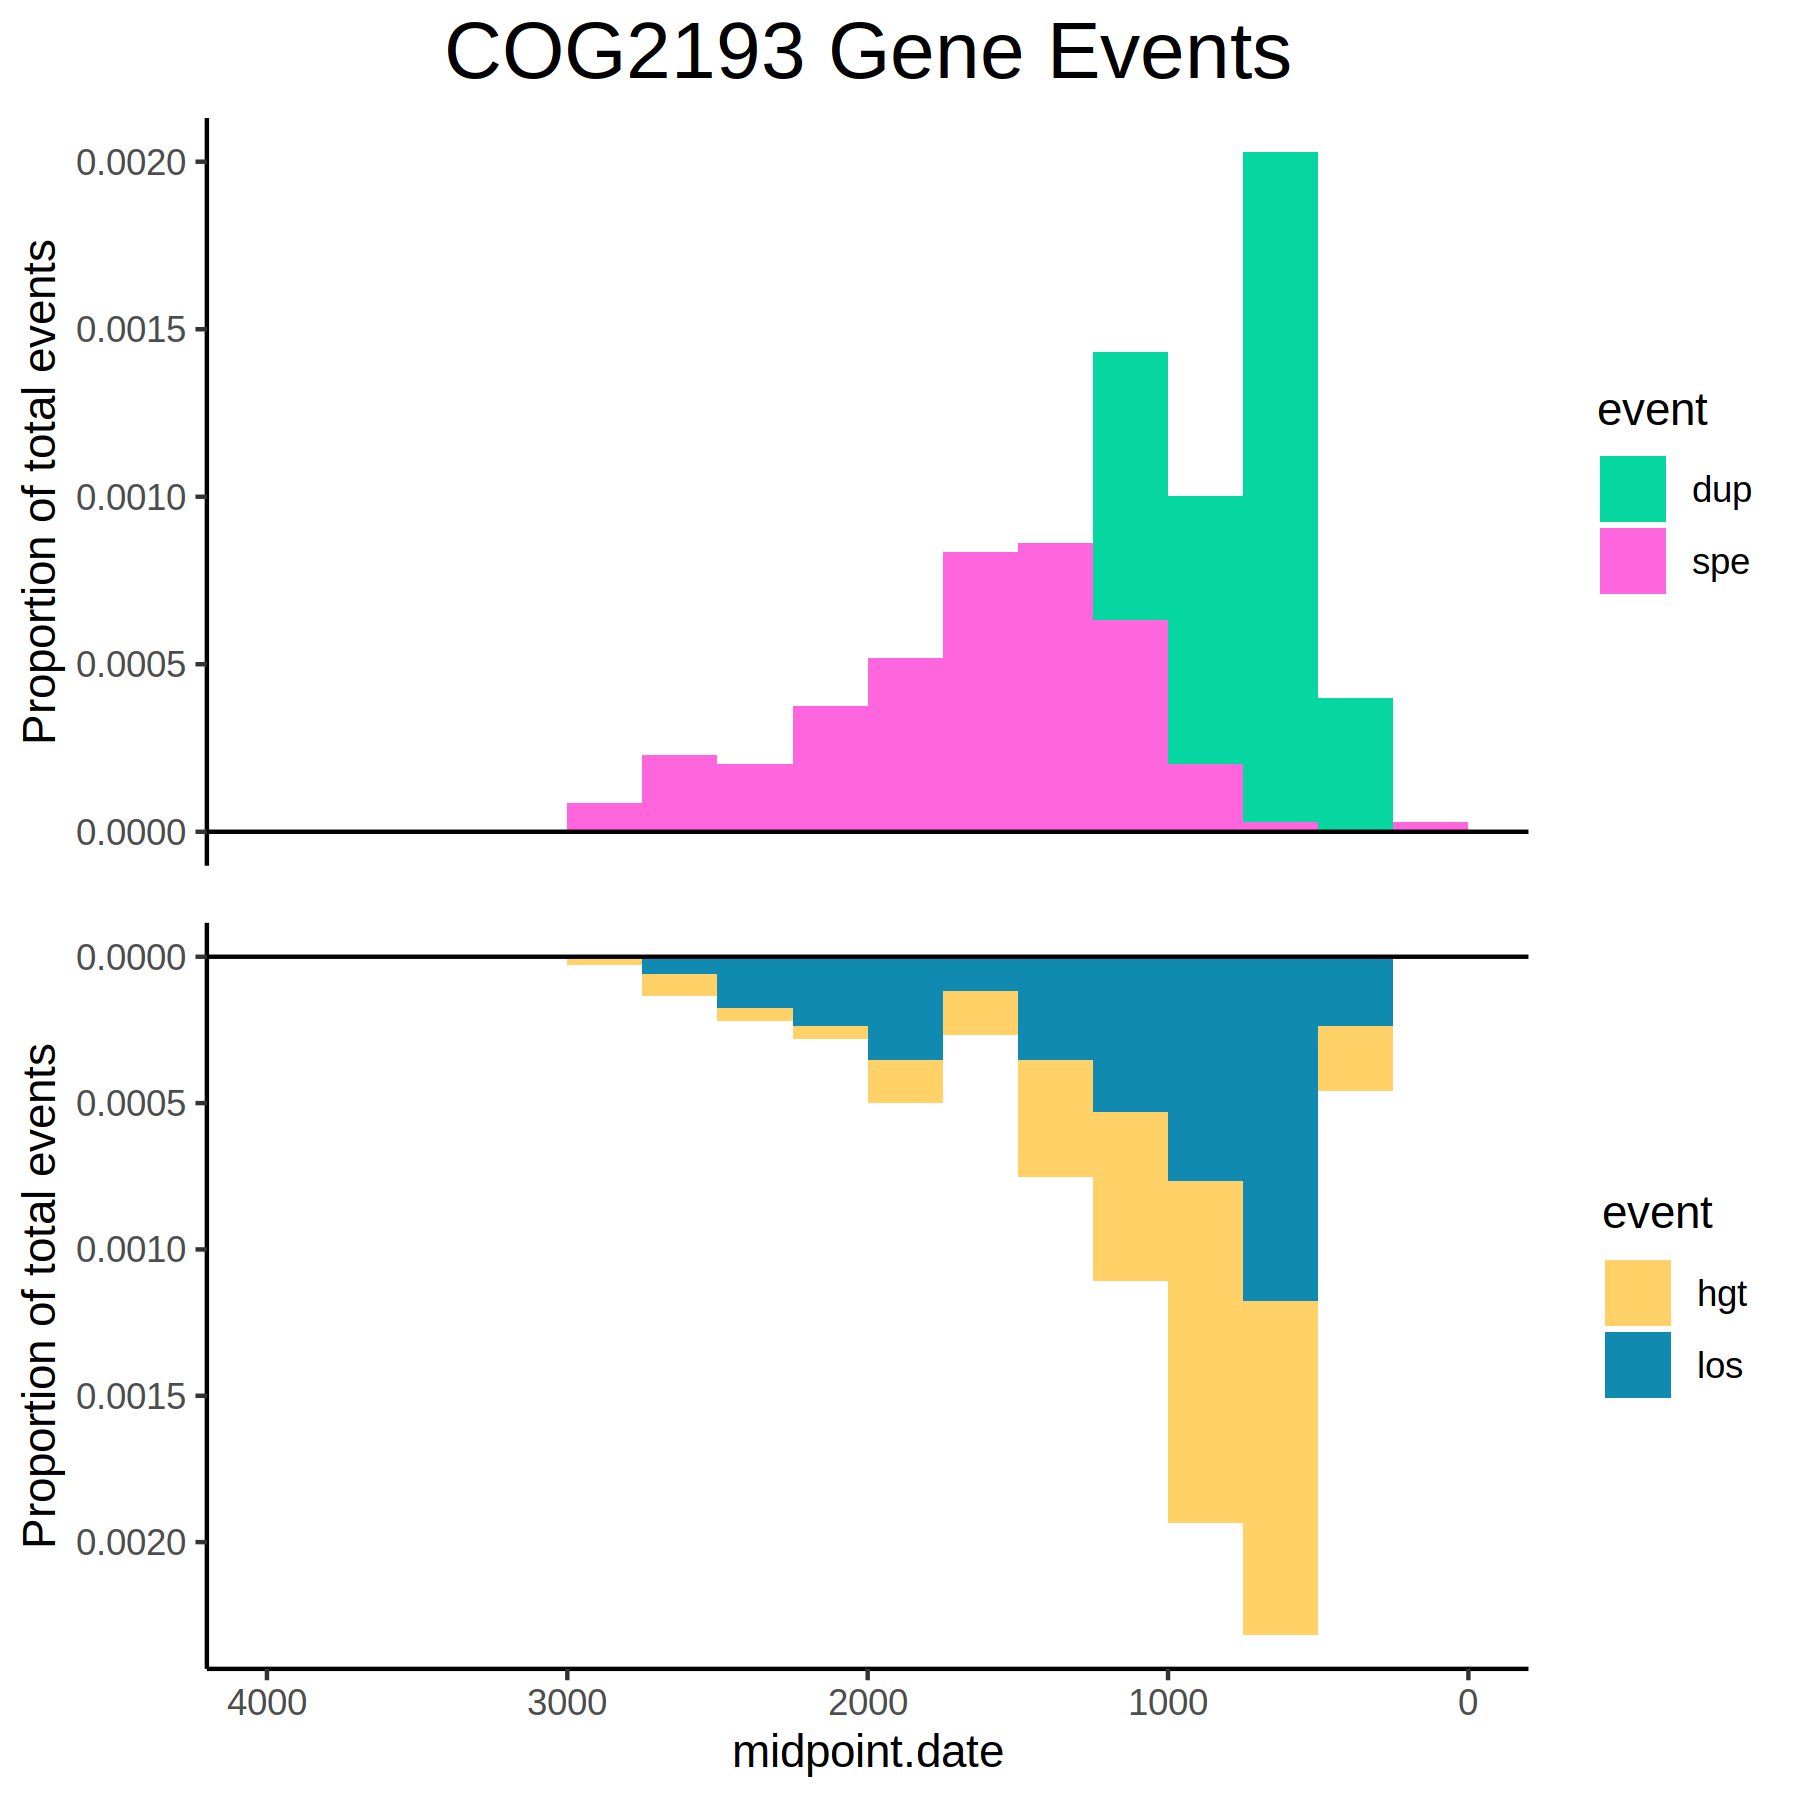 COG2193 Gene Events
Proportion of total events
0.0020
0.0015
0.0010
0.0005
0.0000
event
dup
spe
Proportion of total events
0.0000
0.0005
0.0010
0.0015
0.0020
event
hgt
los
4000 3000 2000 1000 0
midpoint.date